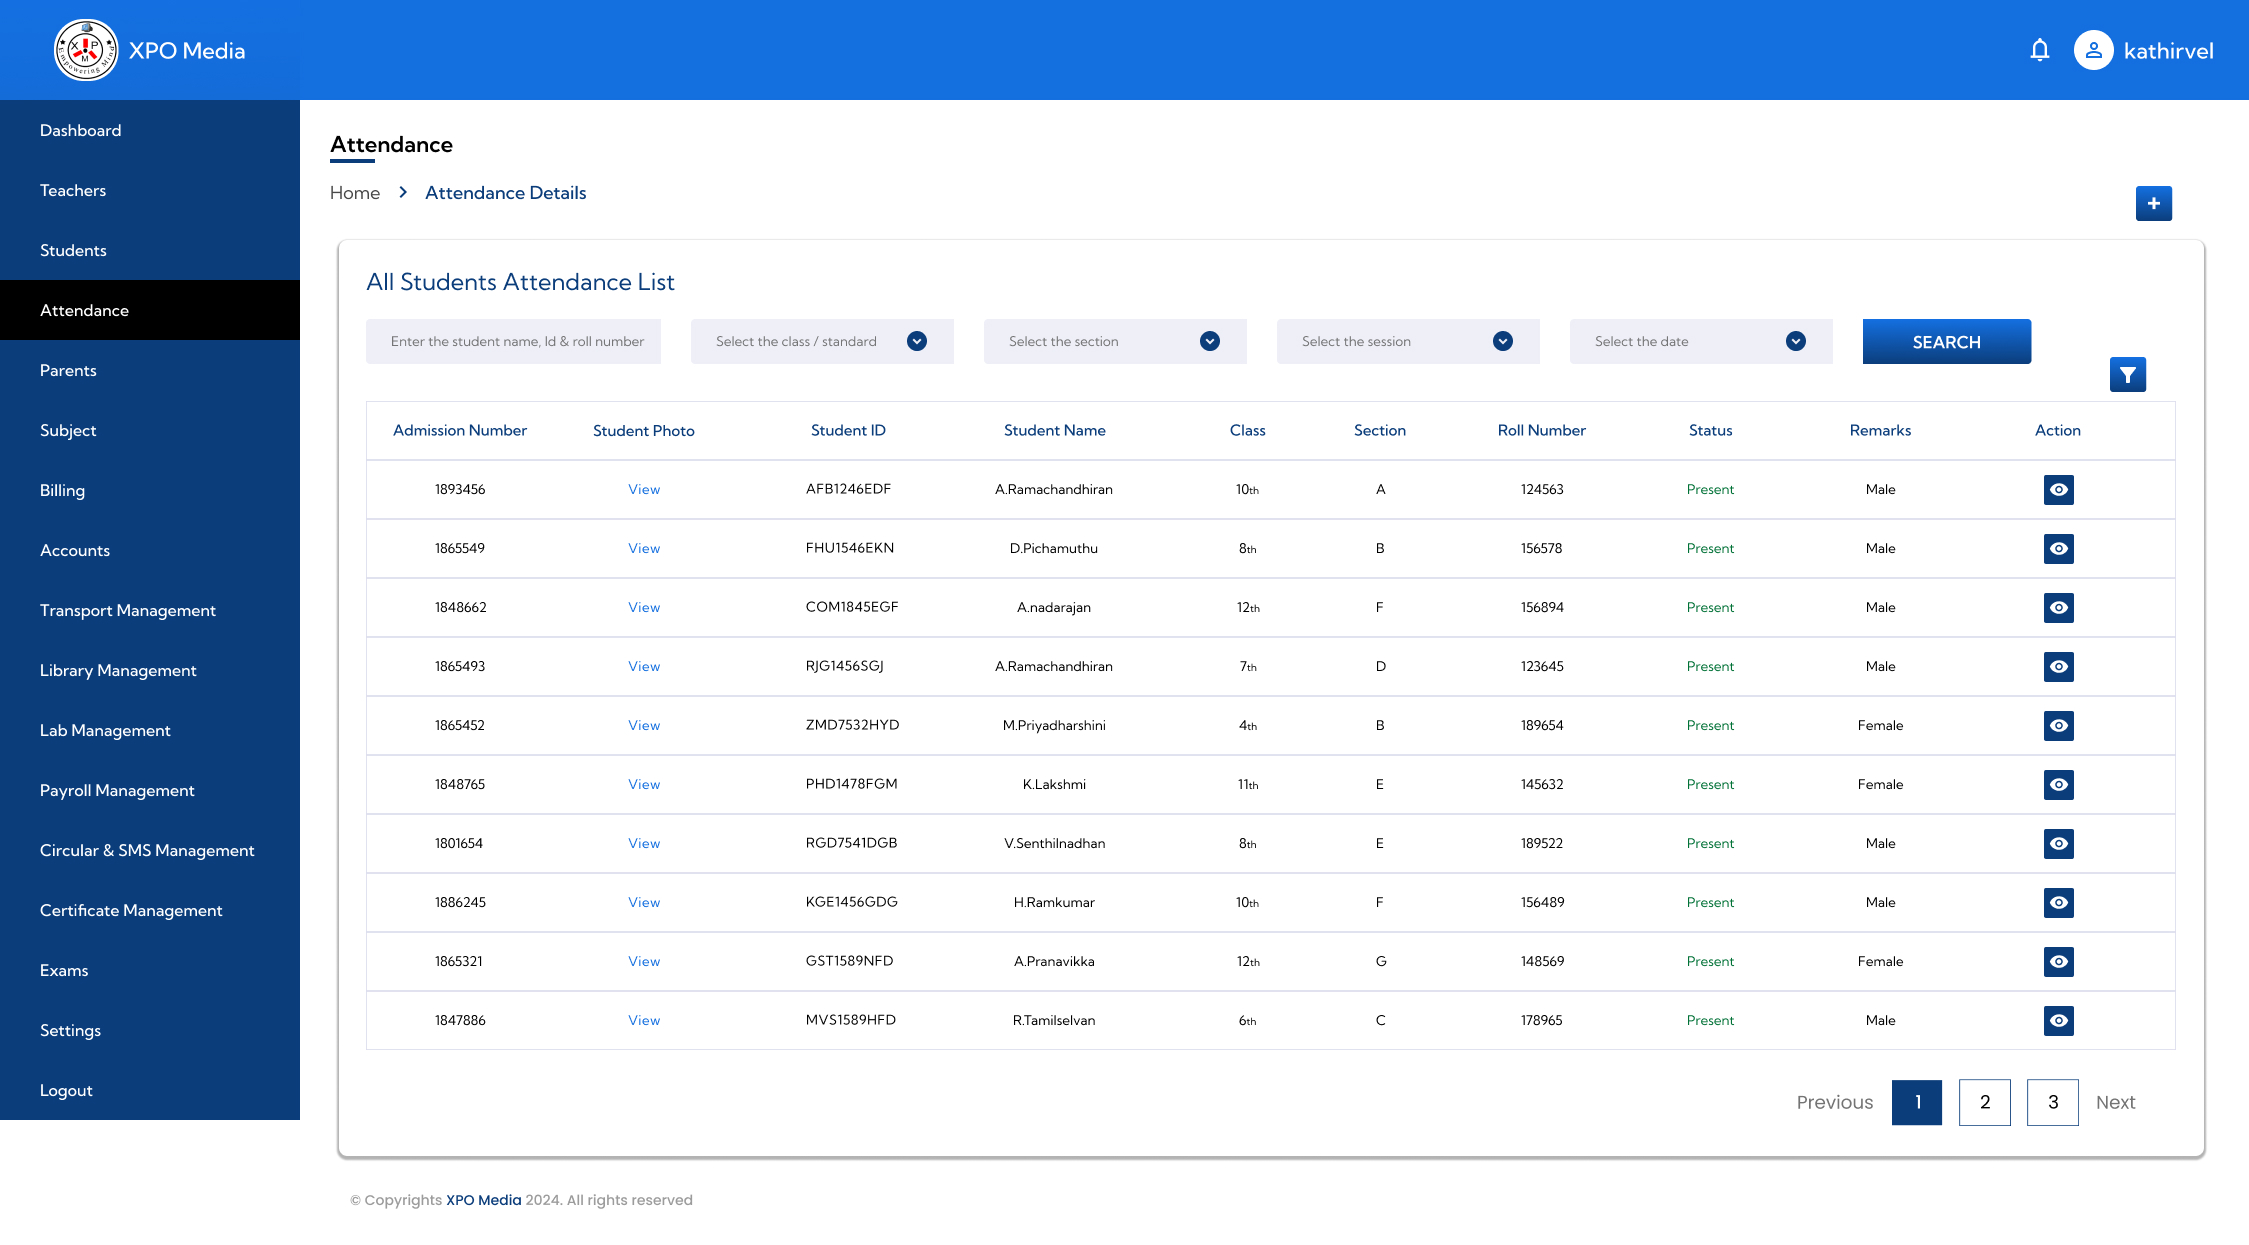 XPO Media
kathirvel
Dashboard
Teachers
Students
Attendance
Parents
Subject
Billing
Accounts
Transport Management
Library Management
Lab Management
Payroll Management
Circular & SMS Management
Certificate Management
Exams
Settings
Logout
Attendance
Home Attendance Details
All Students Attendance List
Enter the student name, Id & roll number Select the class / standard Select the section Select the session Select the date SEARCH
Admission Number Student Photo Student ID Student Name Class Section Roll Number Status Remarks Action
1893456 View AFB1246EDF A.Ramachandhiran 10th A 124563 Present Male
1865549 View FHU1546EKN D.Pichamuthu 8th B 156578 Present Male
1848662 View COM1845EGF A.nadarajan 12th F 156894 Present Male
1865493 View RJG1456SGJ A.Ramachandhiran 7th D 123645 Present Male
1865452 View ZMD7532HYD M.Priyadharshini 4th B 189654 Present Female
1848765 View PHD1478FGM K.Lakshmi 11th E 145632 Present Female
1801654 View RGD7541DGB V.Senthilnadhan 8th E 189522 Present Male
1886245 View KGE1456GDG H.Ramkumar 10th F 156489 Present Male
1865321 View GST1589NFD A.Pranavikka 12th G 148569 Present Female
1847886 View MVS1589HFD R.Tamilselvan 6th C 178965 Present Male
Previous 1 2 3 Next
© Copyrights XPO Media 2024. All rights reserved